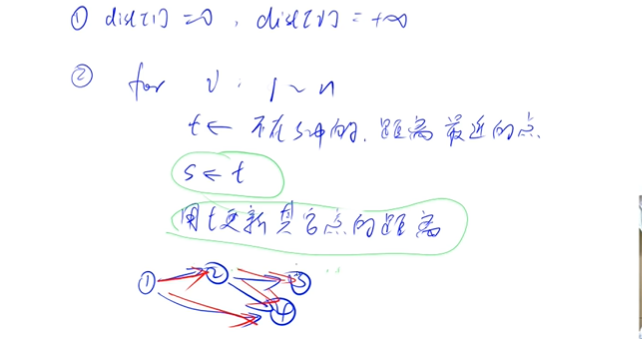 ① dist[1]=0, dist[v]=+∞
② for v: 1~n
t← 不在s中的, 距离最近的点.
s←t
用t更新其它点的距离
① ② ③
④